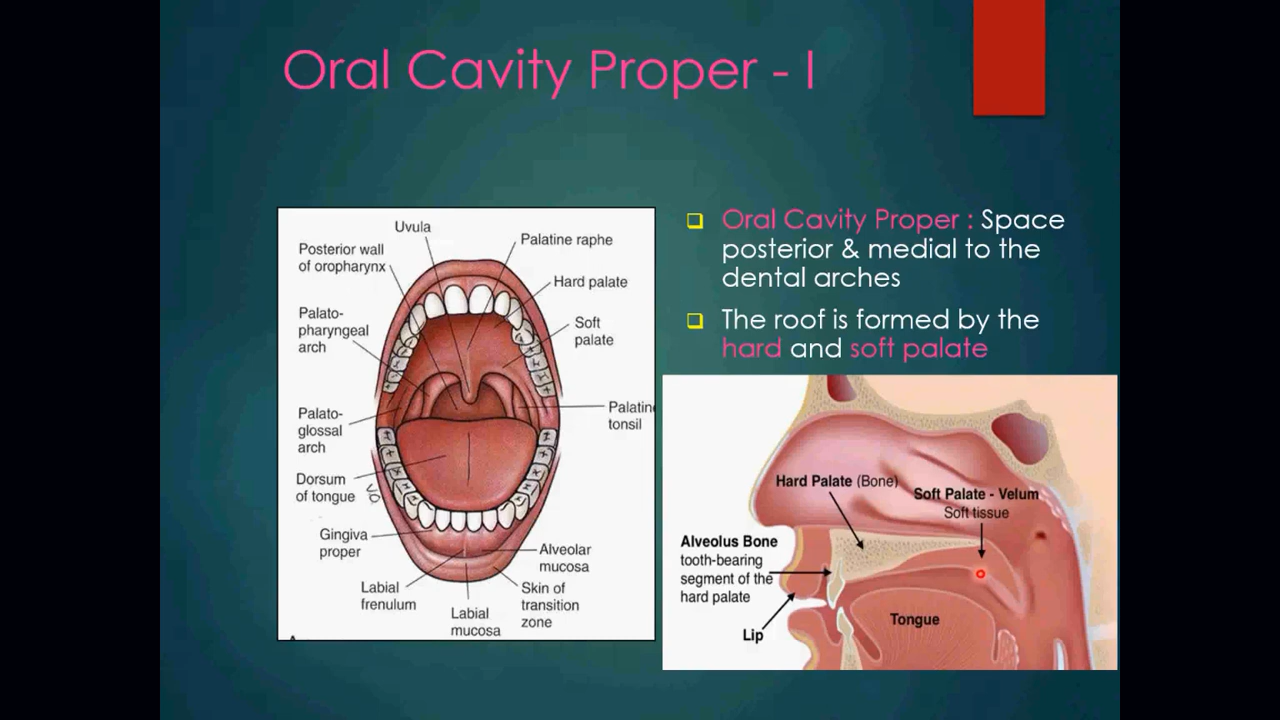 Oral Cavity Proper - I
Oral Cavity Proper : Space
posterior & medial to the
dental arches
The roof is formed by the
hard and soft palate
Uvula
Palatine raphe
Posterior wall
of oropharynx
Hard palate
Palato-
pharyngeal
arch
Soft
palate
Palato-
glossal
arch
Palatin
tonsil
Dorsum
of tongue
Gingiva
proper
Alveolar
mucosa
Labial
frenulum
Labial
mucosa
Skin of
transition
zone
A
Hard Palate (Bone)
Soft Palate - Velum
Soft tissue
Alveolus Bone
tooth-bearing
segment of the
hard palate
Tongue
Lip